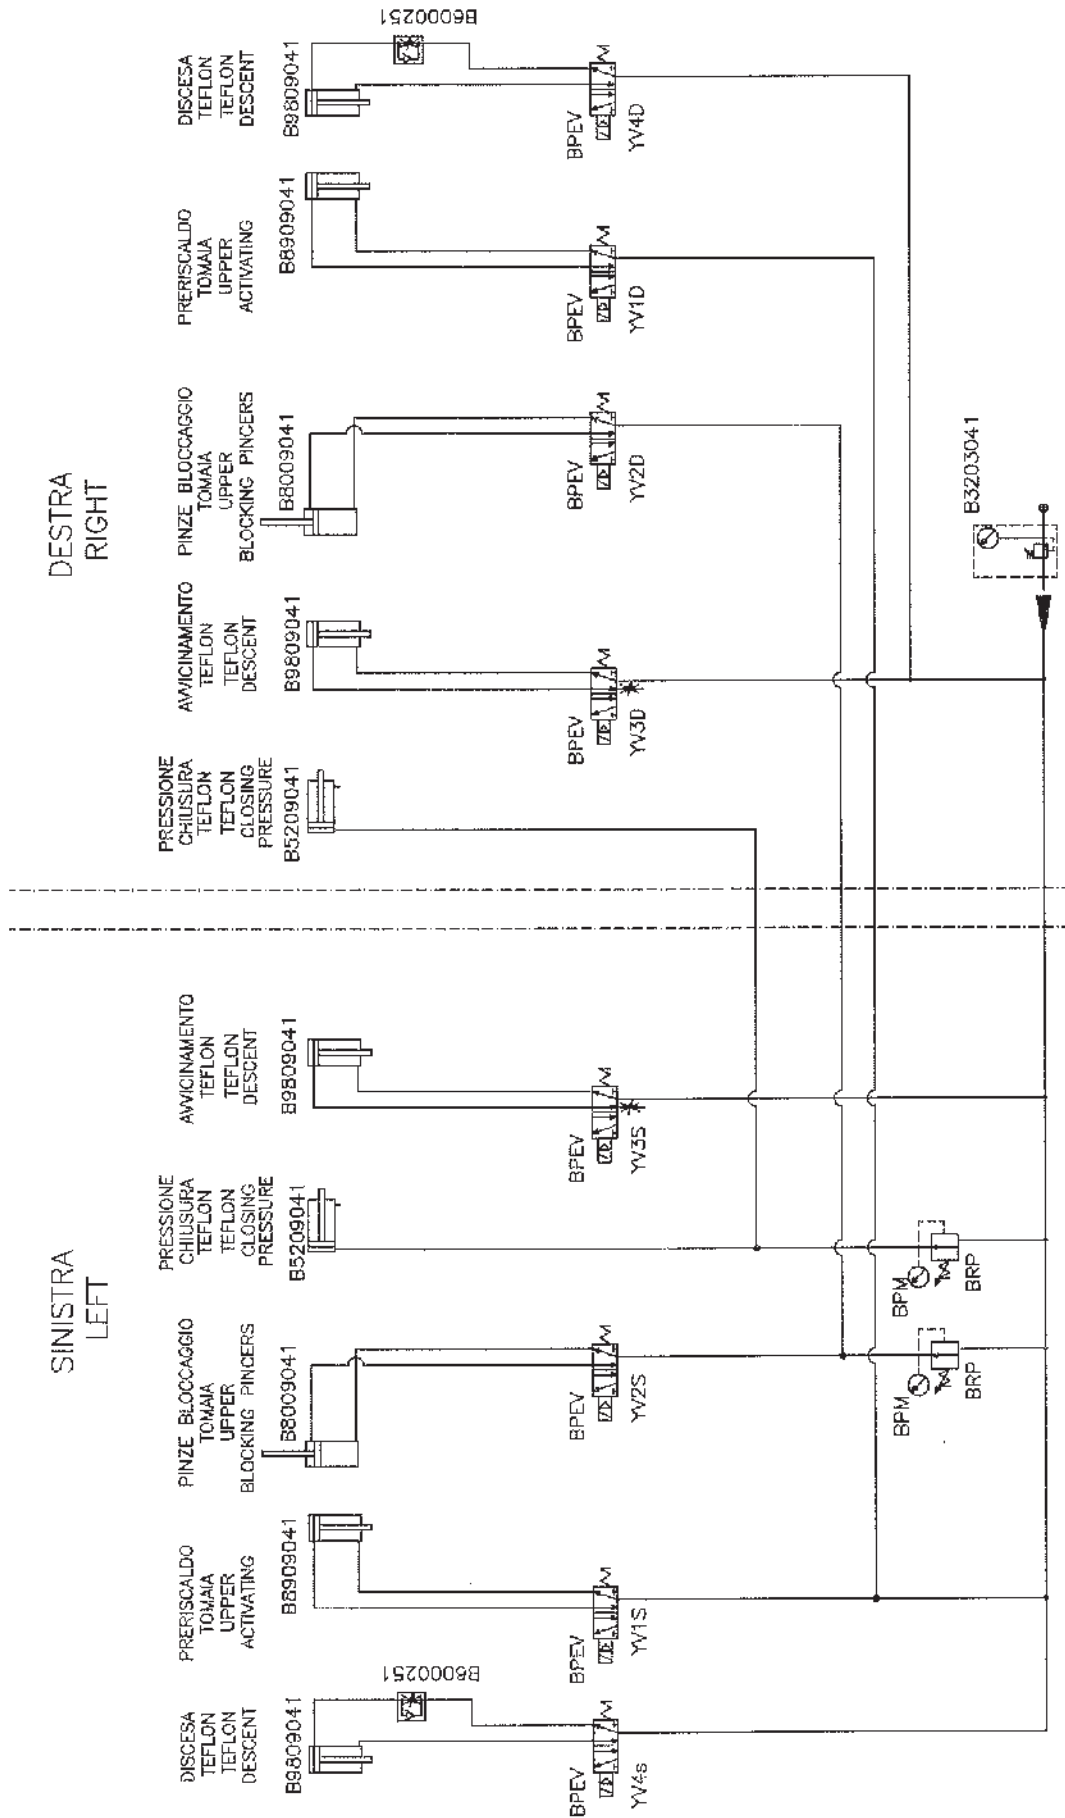 SINISTRA
LEFT
DISCESA
TEFLON
TEFLON
DESCENT
B9809041
B6000251
BPEV
YV4s
PRERISCALDO
TOMAIA
UPPER
ACTIVATING
B8909041
BPEV
YV1S
PINZE BLOCCAGGIO
TOMAIA
UPPER
BLOCKING PINCERS
B8009041
BPEV
YV2S
PRESSIONE
CHIUSURA
TEFLON
TEFLON
CLOSING
PRESSURE
B5209041
AVVICINAMENTO
TEFLON
TEFLON
DESCENT
B9809041
BPEV
YV3S
BPM
BRP
BPM
BRP
DESTRA
RIGHT
PRESSIONE
CHIUSURA
TEFLON
TEFLON
CLOSING
PRESSURE
B5209041
AVVICINAMENTO
TEFLON
TEFLON
DESCENT
B9809041
BPEV
YV3D
PINZE BLOCCAGGIO
TOMAIA
UPPER
BLOCKING PINCERS
B8009041
BPEV
YV2D
PRERISCALDO
TOMAIA
UPPER
ACTIVATING
B8909041
BPEV
YV1D
DISCESA
TEFLON
TEFLON
DESCENT
B9809041
B6000251
BPEV
YV4D
B3203041